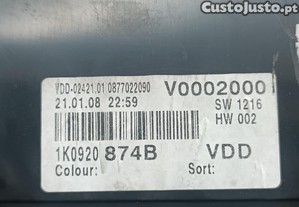 CustoJusto.pt
VDD-02421.01.0877022090 V0002000
21.01.08 22:59 SW 1216
HW 002
1K0920 874B VDD
Colour: Sort: